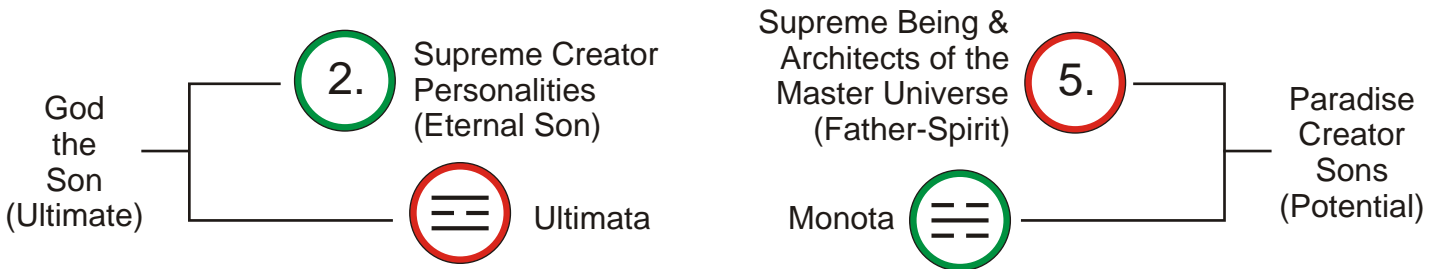 God
the
Son
(Ultimate)
2.
Supreme Creator
Personalities
(Eternal Son)
Ultimata
Supreme Being &
Architects of the
Master Universe
(Father-Spirit)
5.
Monota
Paradise
Creator
Sons
(Potential)